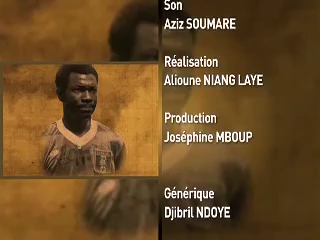 Son
Aziz SOUMARE
Réalisation
Alioune NIANG LAYE
Production
Joséphine MBOUP
Générique
Djibril NDOYE